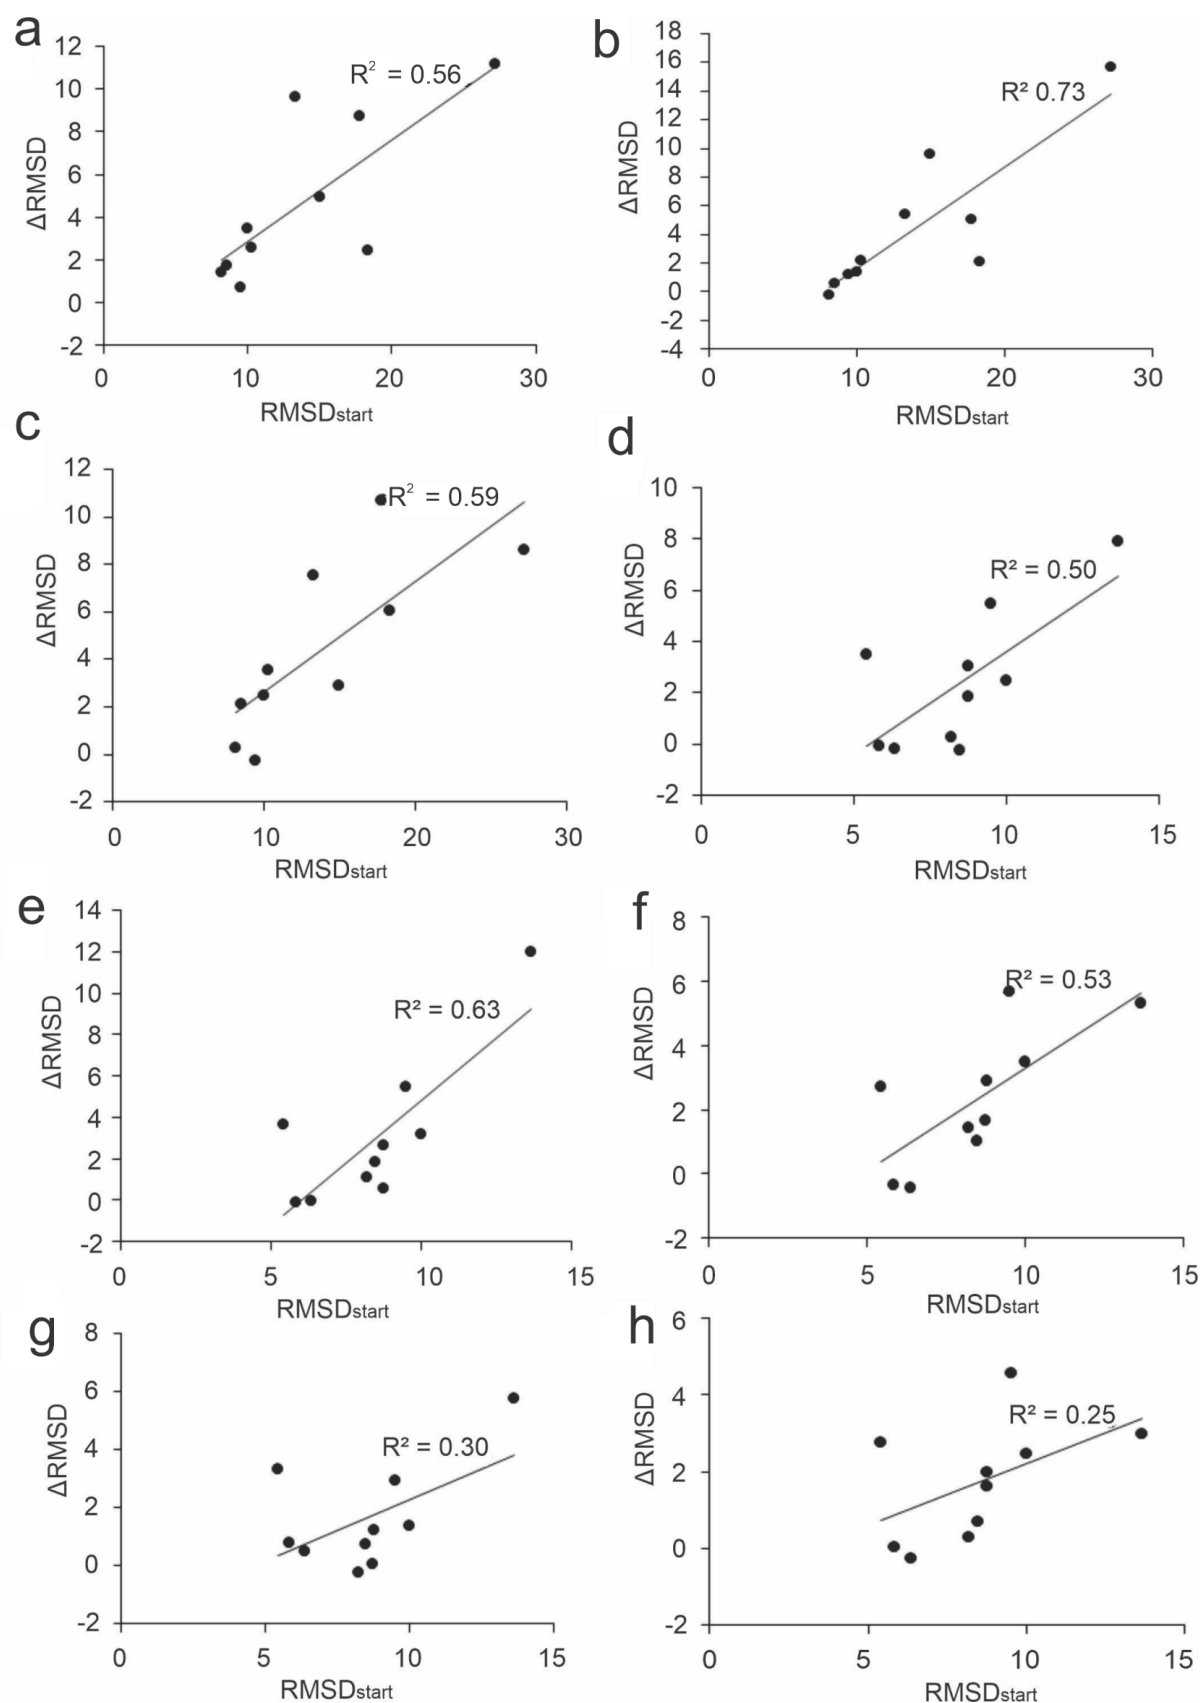 a
12
10
8
6
4
2
0
-2
ΔRMSD
R² = 0.56
0 10 20 30
RMSDstart
b
18
16
14
12
10
8
6
4
2
0
-2
-4
ΔRMSD
R² 0.73
0 10 20 30
RMSDstart
c
12
10
8
6
4
2
0
-2
ΔRMSD
R² = 0.59
0 10 20 30
RMSDstart
d
10
8
6
4
2
0
-2
ΔRMSD
R² = 0.50
0 5 10 15
RMSDstart
e
14
12
10
8
6
4
2
0
-2
ΔRMSD
R² = 0.63
0 5 10 15
RMSDstart
f
8
6
4
2
0
-2
ΔRMSD
R² = 0.53
0 5 10 15
RMSDstart
g
8
6
4
2
0
-2
ΔRMSD
R² = 0.30
0 5 10 15
RMSDstart
h
6
4
2
0
-2
ΔRMSD
R² = 0.25
0 5 10 15
RMSDstart